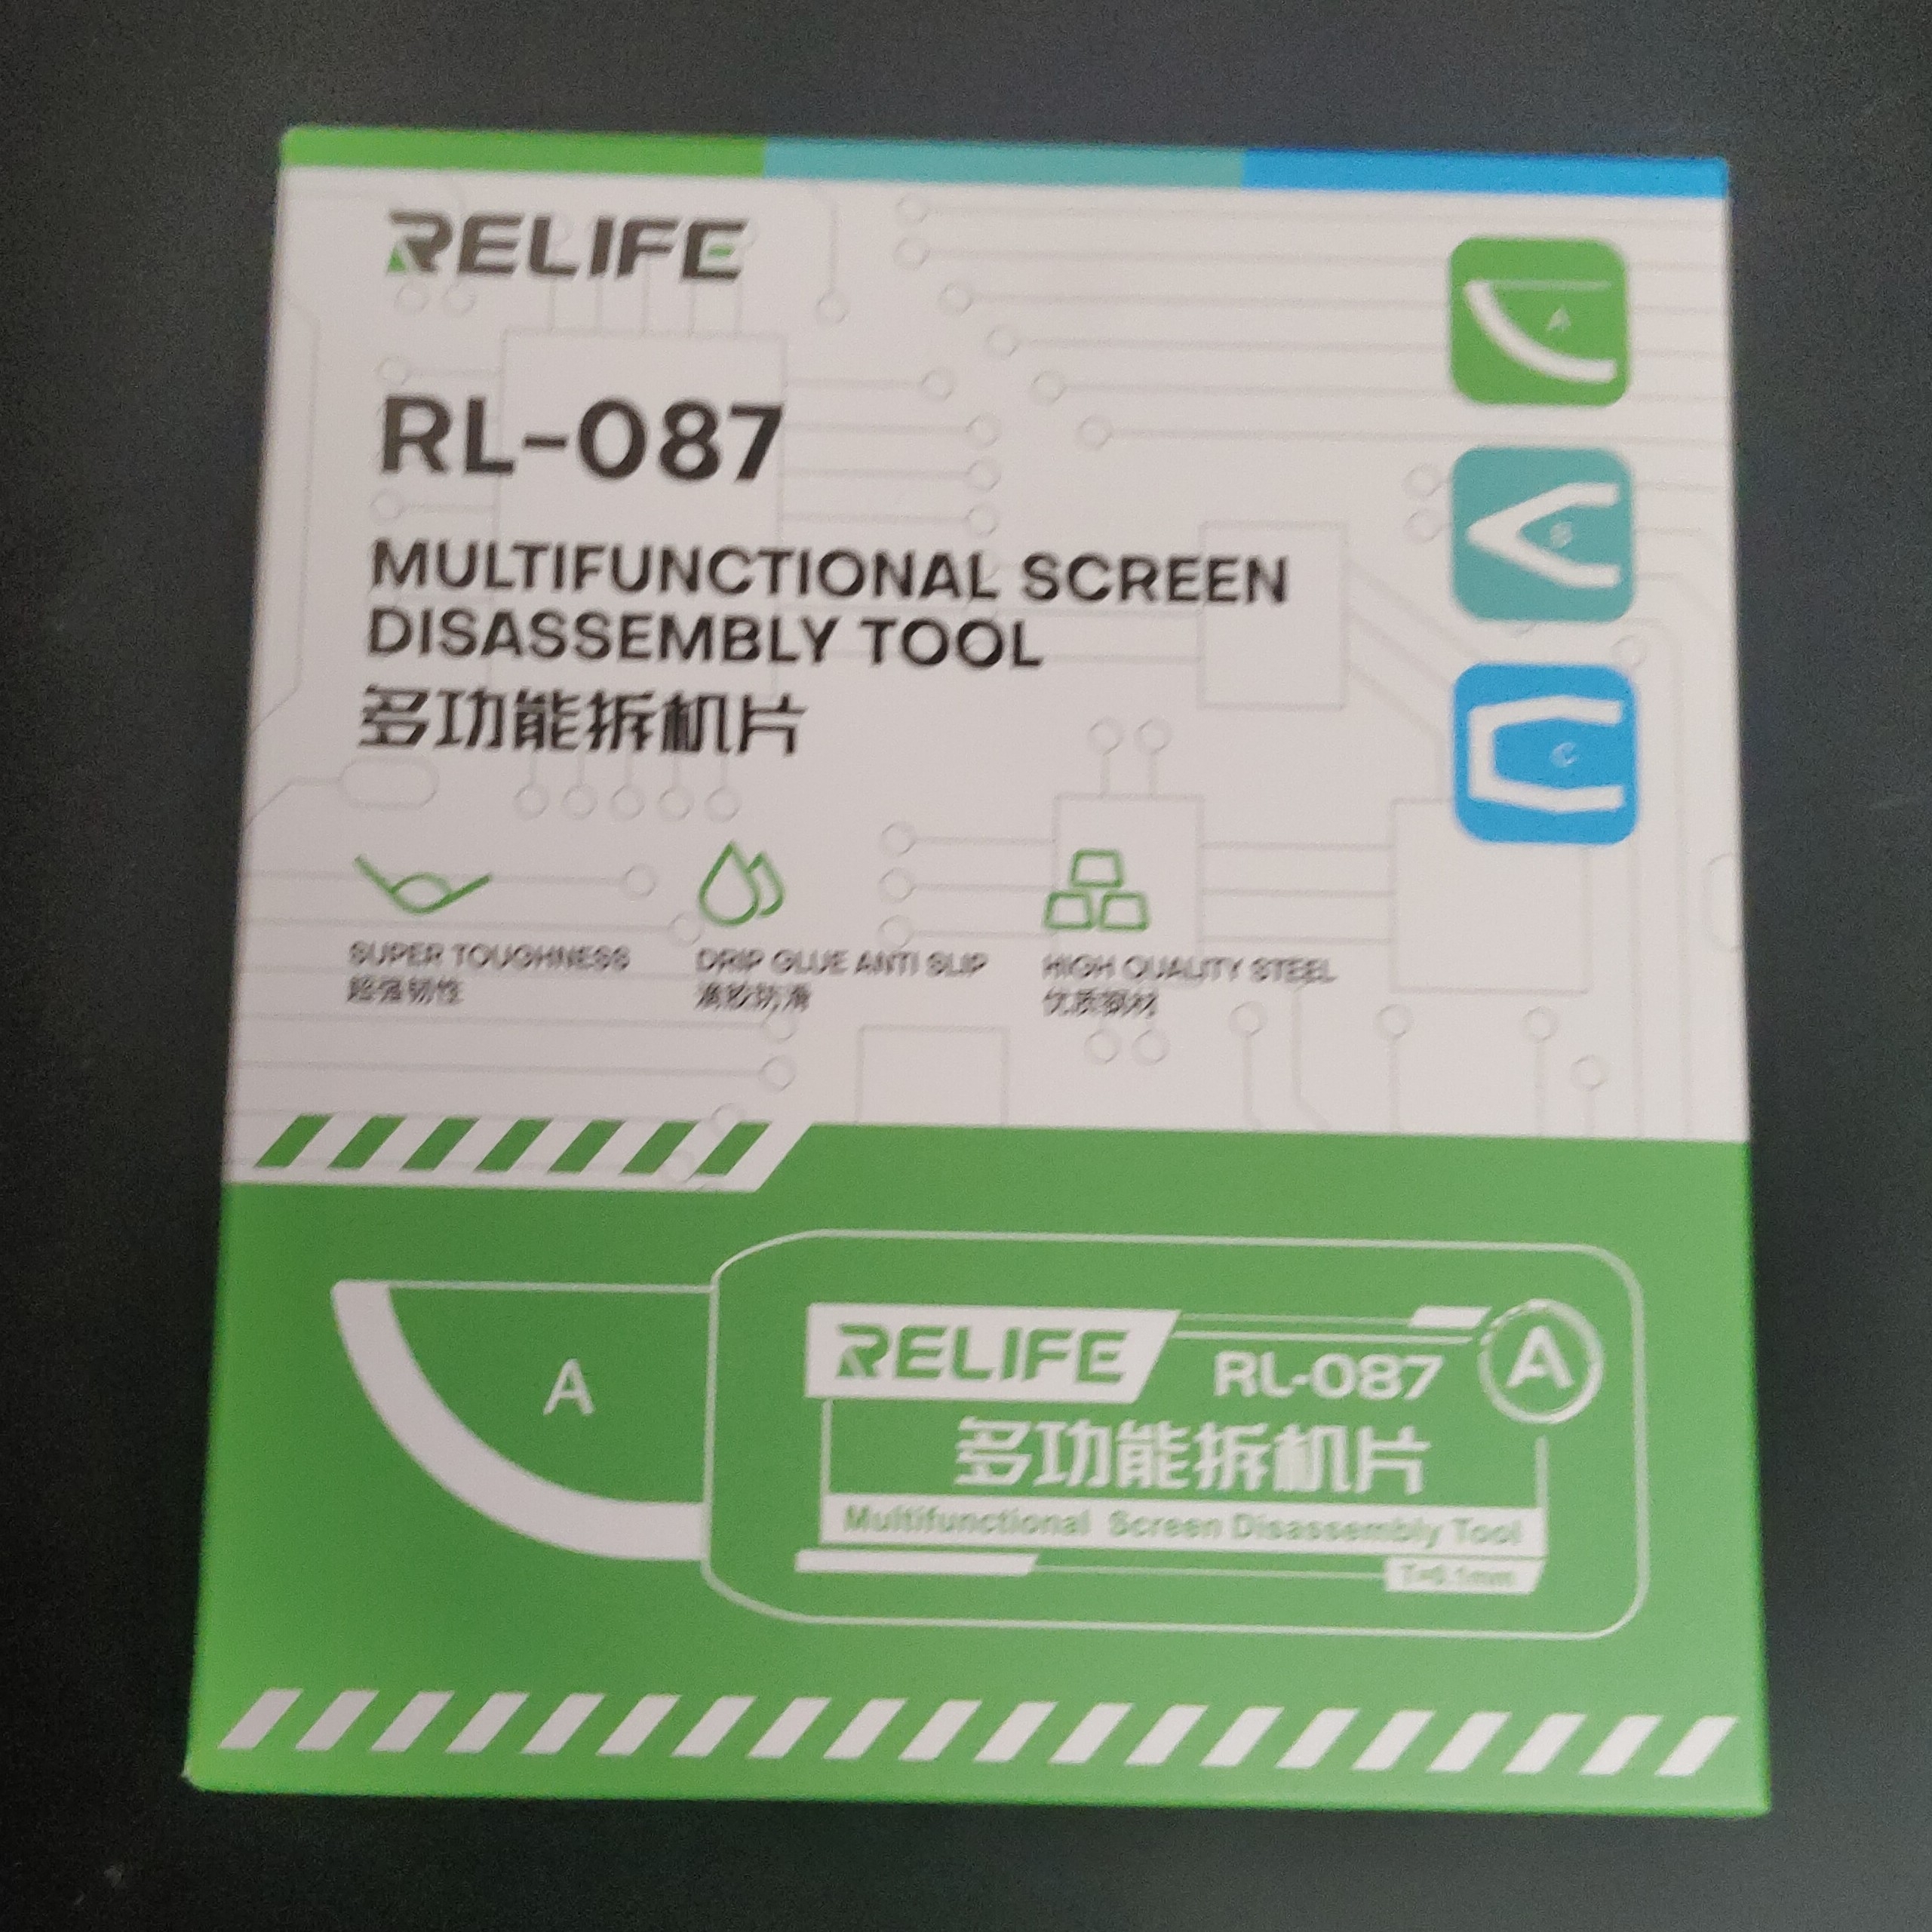 RELIFE
RL-087
MULTIFUNCTIONAL SCREEN
DISASSEMBLY TOOL
多功能拆机片
A
B
C
SUPER TOUGHNESS
超强韧性
DRIP GLUE ANTI SLIP
滴胶防滑
HIGH QUALITY STEEL
优质钢材
A
RELIFE
RL-087
A
多功能拆机片
Multifunctional Screen Disassembly Tool
T=0.1mm